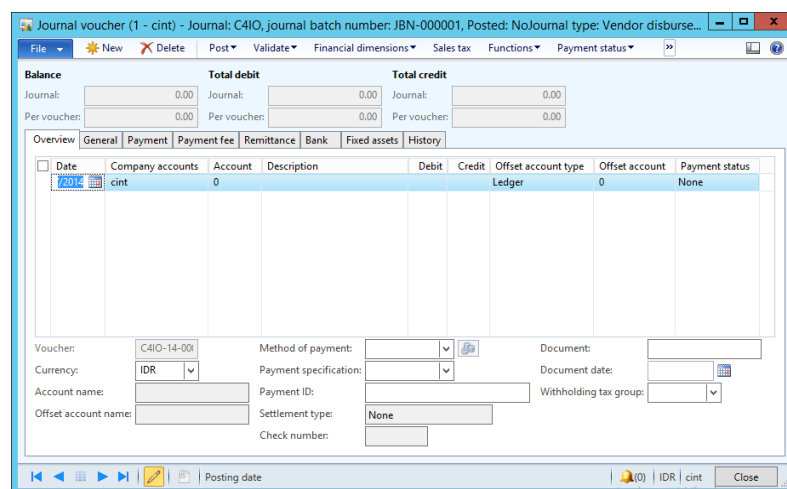 Journal voucher (1 - cint) - Journal: C4IO, journal batch number: JBN-000001, Posted: NoJournal type: Vendor disburse...
File New Delete Post Validate Financial dimensions Sales tax Functions Payment status »
Balance Total debit Total credit
Journal: 0.00 Journal: 0.00 Journal: 0.00
Per voucher: 0.00 Per voucher: 0.00 Per voucher: 0.00
Overview General Payment Payment fee Remittance Bank Fixed assets History
Date Company accounts Account Description Debit Credit Offset account type Offset account Payment status
/2014 cint 0 Ledger 0 None
Voucher: C4IO-14-00 Method of payment: Document:
Currency: IDR Payment specification: Document date:
Account name: Payment ID: Withholding tax group:
Offset account name: Settlement type: None
Check number:
Posting date (0) IDR cint Close